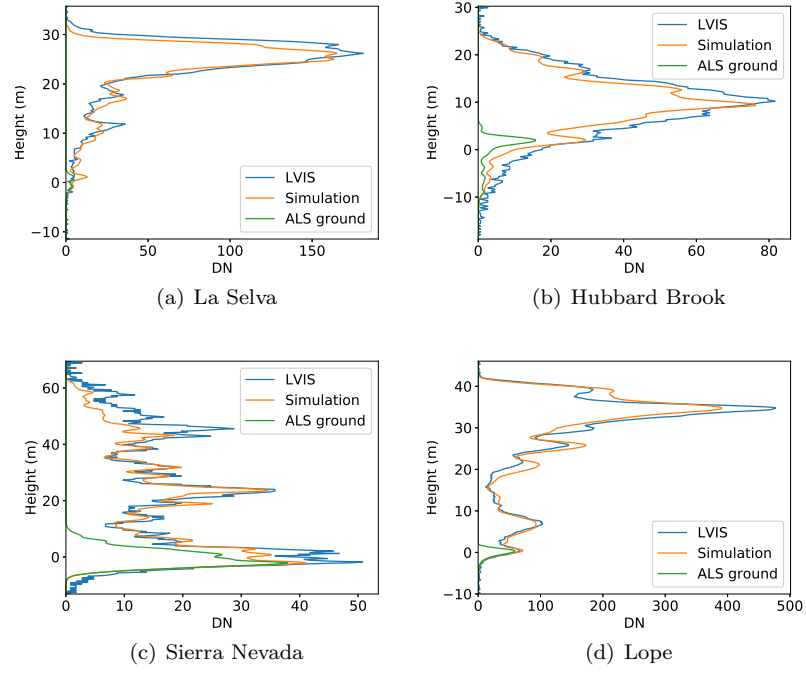 30
20
10
0
−10
Height (m)
0
50
100
150
DN
LVIS
Simulation
ALS ground
(a) La Selva
30
20
10
0
−10
Height (m)
0
20
40
60
80
DN
LVIS
Simulation
ALS ground
(b) Hubbard Brook
60
40
20
0
Height (m)
0
10
20
30
40
50
DN
LVIS
Simulation
ALS ground
(c) Sierra Nevada
40
30
20
10
0
−10
Height (m)
0
100
200
300
400
500
DN
LVIS
Simulation
ALS ground
(d) Lope